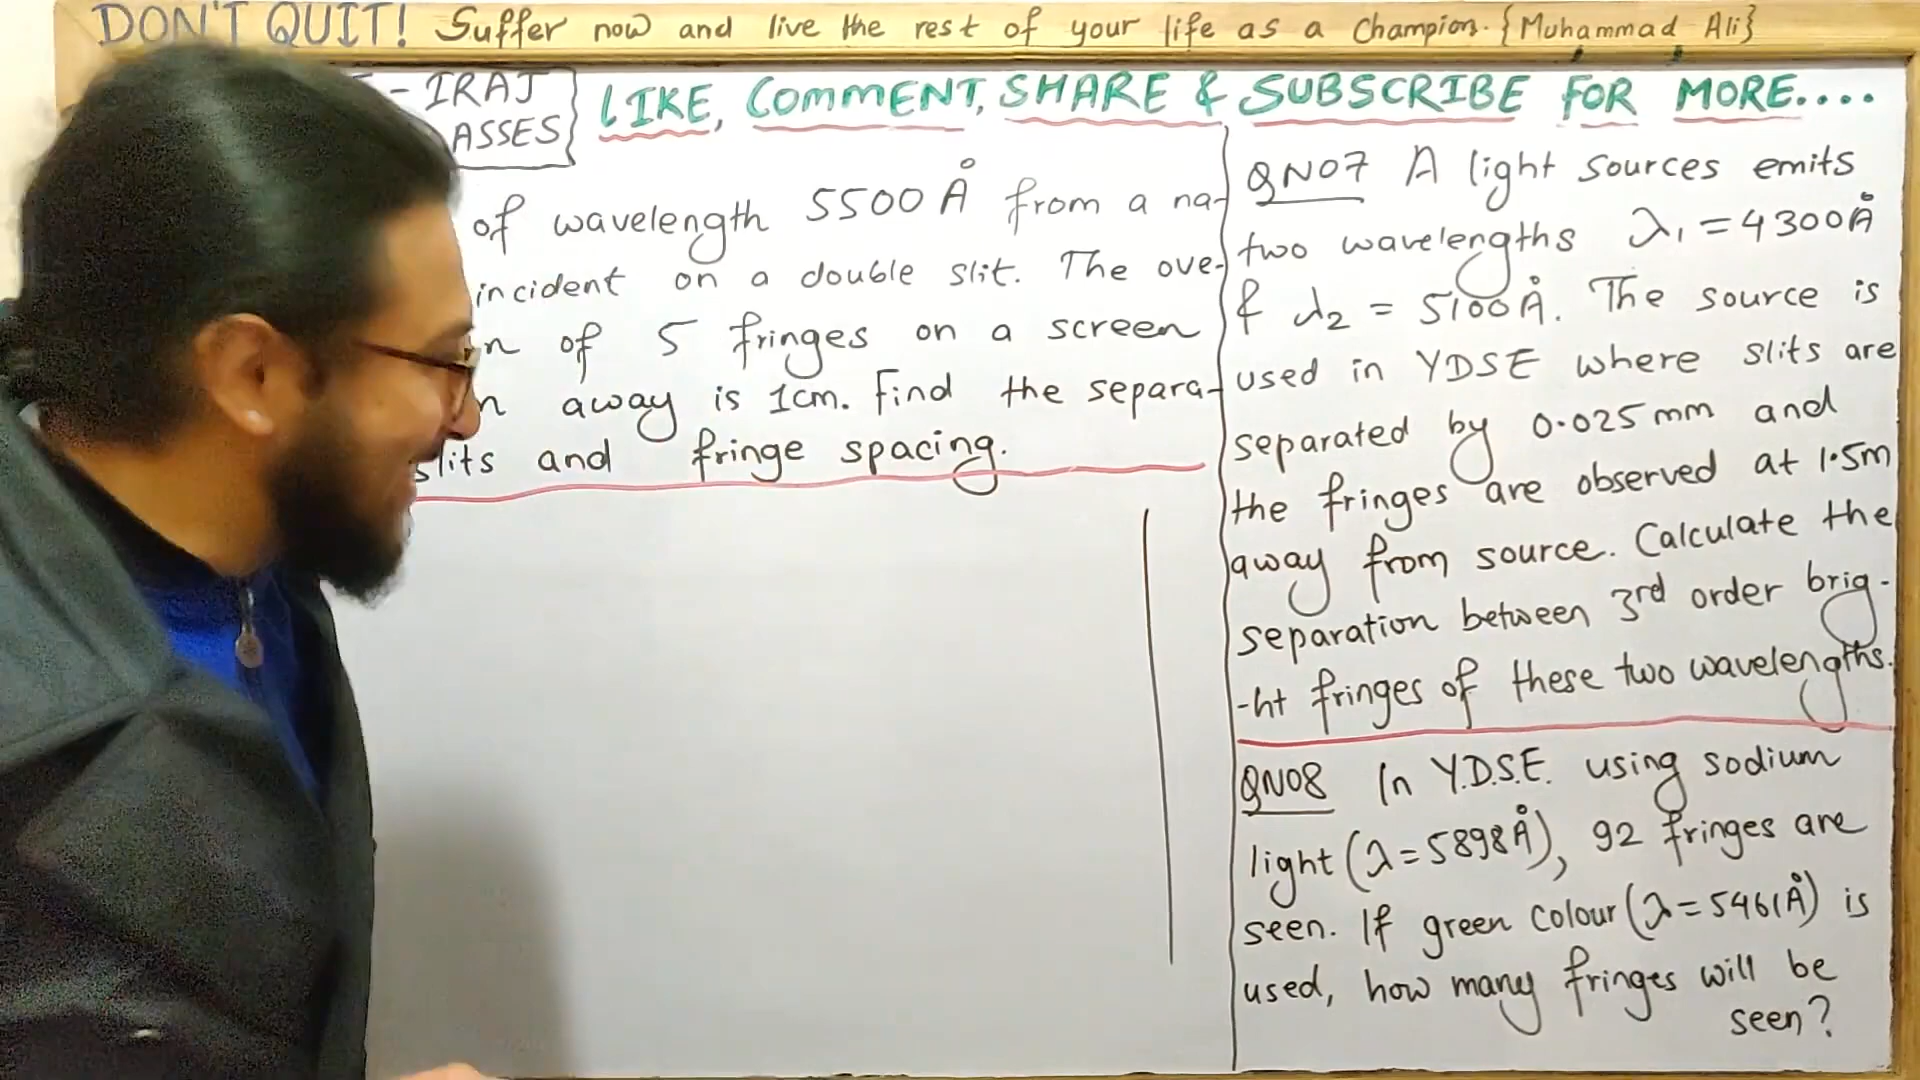 DON'T QUIT! Suffer now and live the rest of your life as a Champion. {Muhammad Ali}
- IRAJ
ASSES
LIKE, COMMENT, SHARE & SUBSCRIBE FOR MORE....
of wavelength 5500 Å from a na-
incident on a double slit. The ove-
n of 5 fringes on a screen
away is 1cm. Find the separa-
slits and fringe spacing.
QN07 A light sources emits
two wavelengths λ1 = 4300Å
& λ2 = 5100Å. The source is
used in YDSE where slits are
separated by 0.025 mm and
the fringes are observed at 1.5m
away from source. Calculate the
separation between 3rd order brig-
-ht fringes of these two wavelengths.
QN08 In Y.D.S.E. using sodium
light (λ=5898Å), 92 fringes are
seen. If green colour (λ=5461Å) is
used, how many fringes will be
seen?